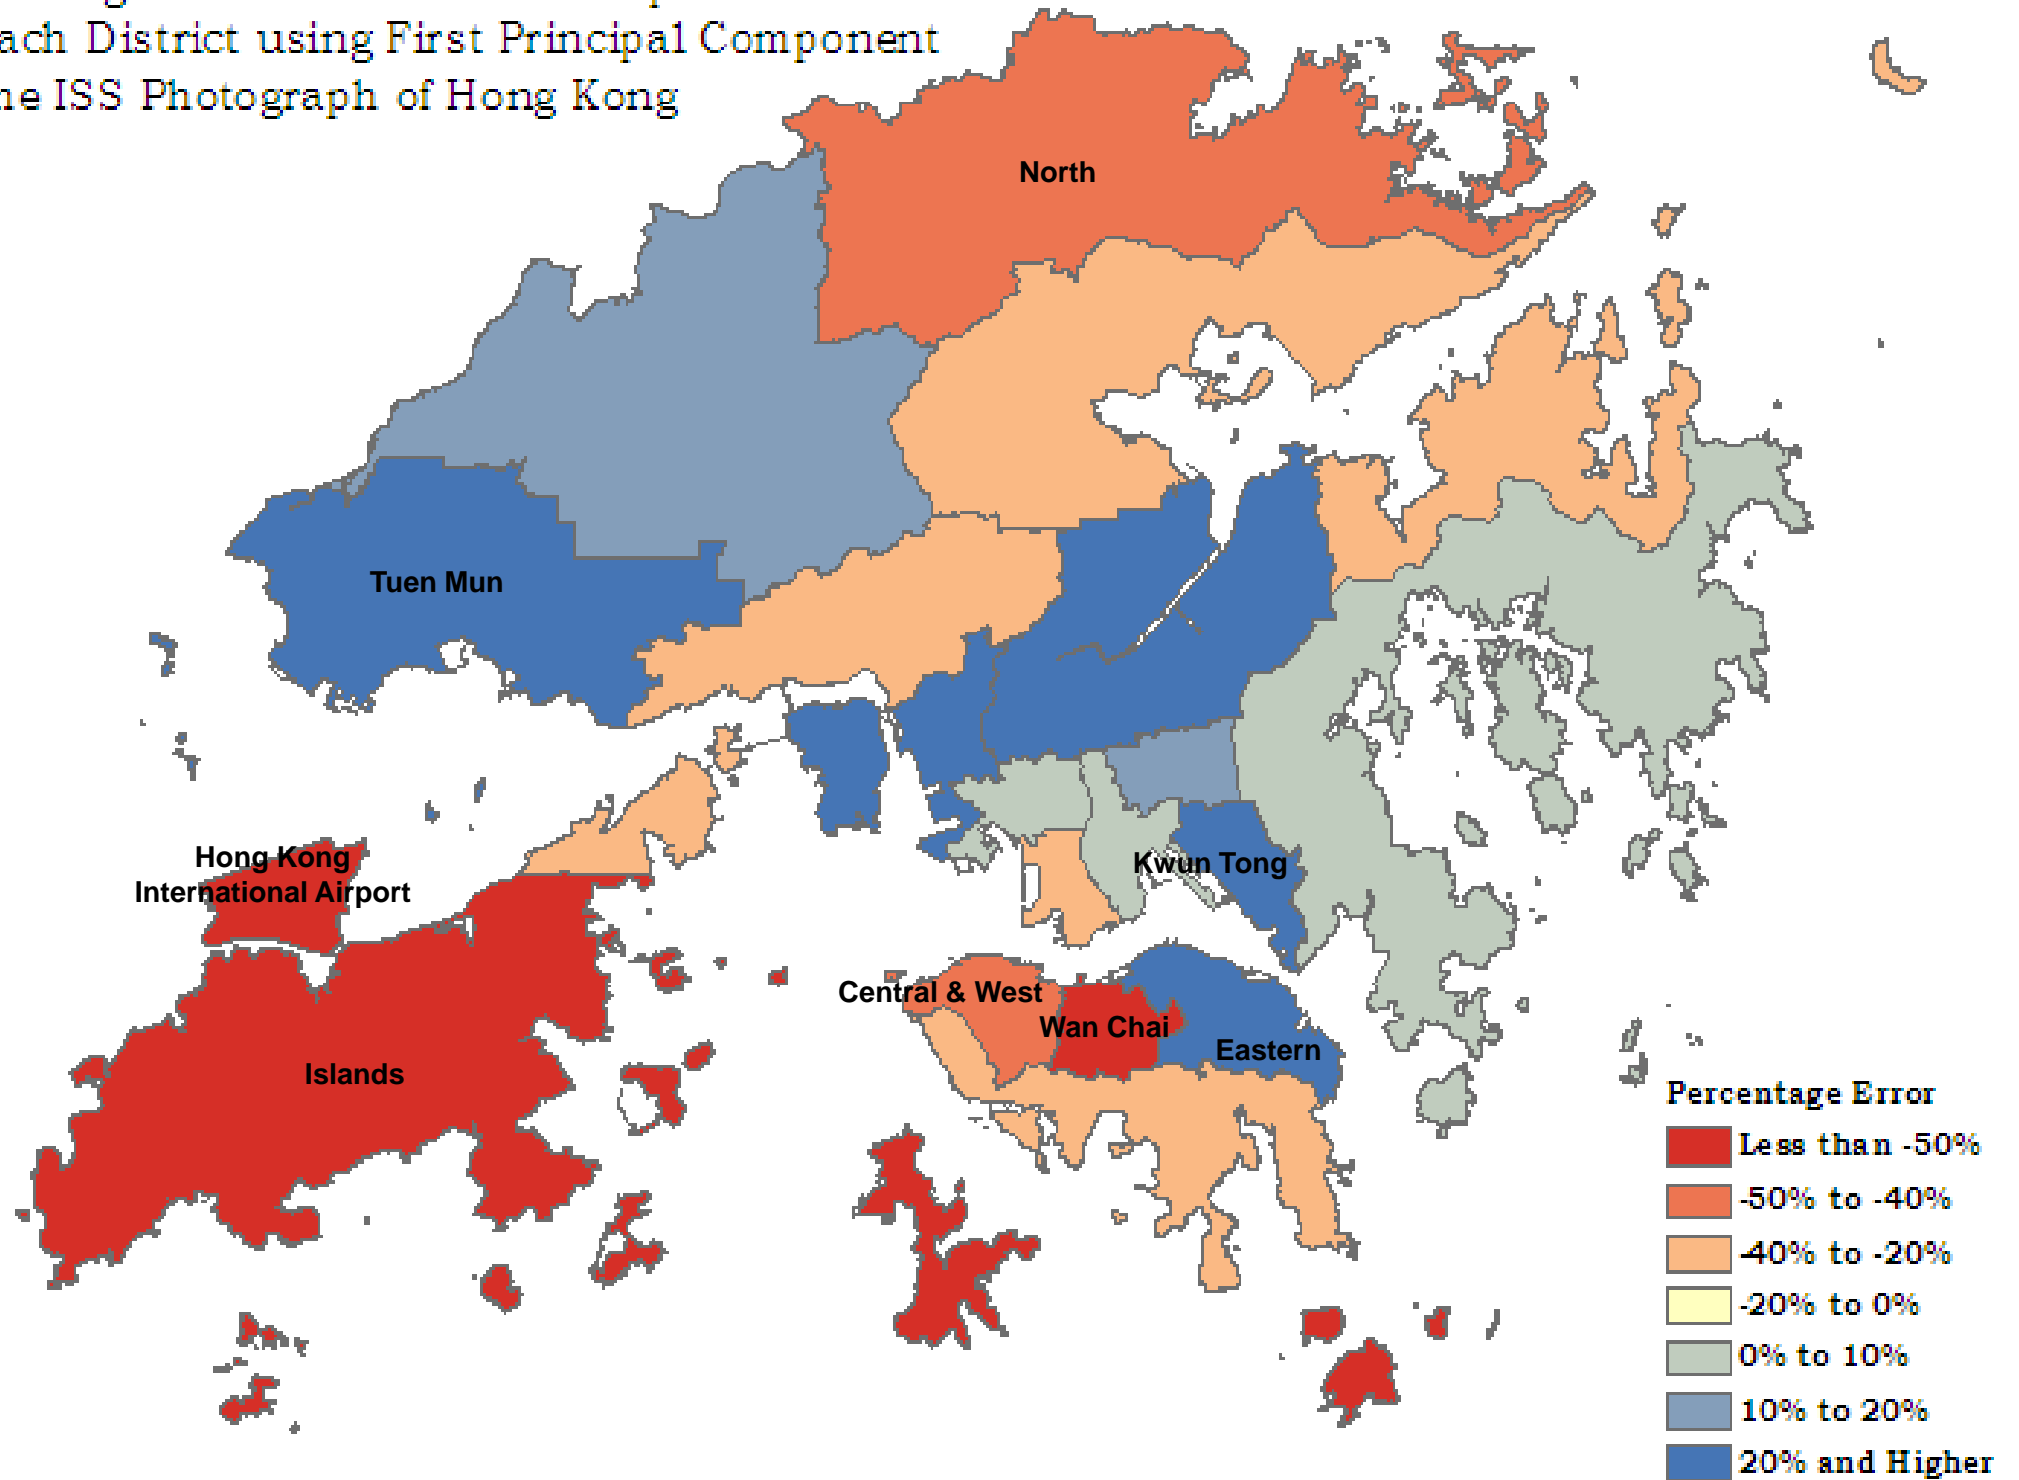 ach District using First Principal Component
ne ISS Photograph of Hong Kong
North
Tuen Mun
Hong Kong
International Airport
Kwun Tong
Central & West
Wan Chai
Eastern
Islands
Percentage Error
Less than -50%
-50% to -40%
-40% to -20%
-20% to 0%
0% to 10%
10% to 20%
20% and Higher